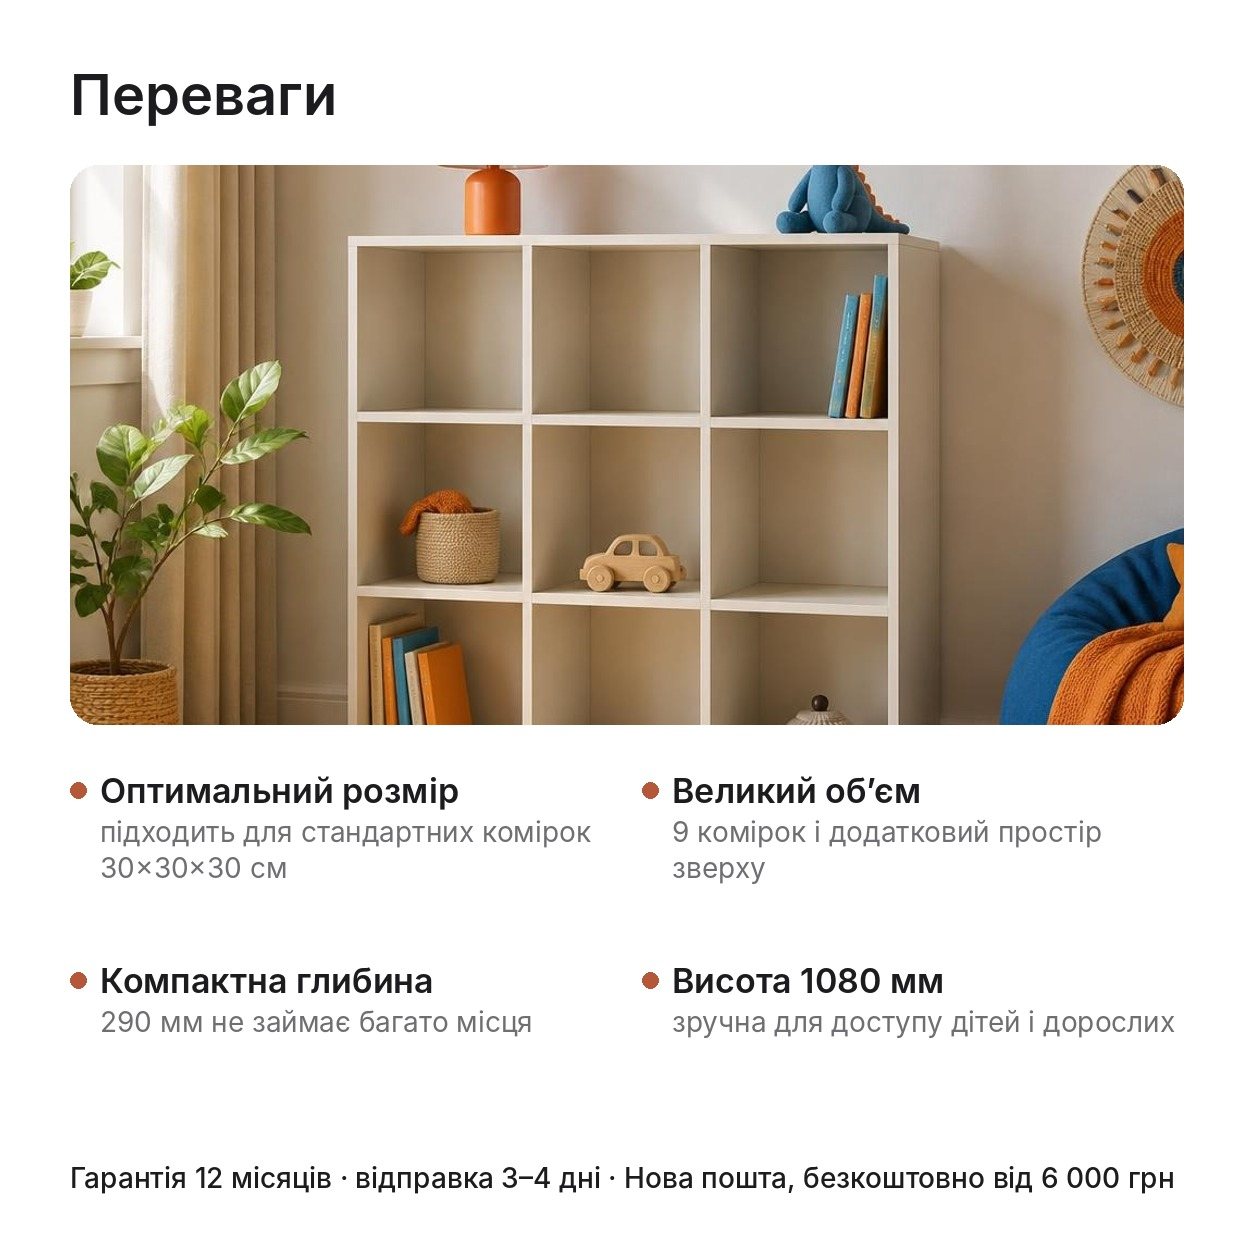 Переваги
Оптимальний розмір
підходить для стандартних комірок
30×30×30 см
Великий об’єм
9 комірок і додатковий простір
зверху
Компактна глибина
290 мм не займає багато місця
Висота 1080 мм
зручна для доступу дітей і дорослих
Гарантія 12 місяців · відправка 3–4 дні · Нова пошта, безкоштовно від 6 000 грн